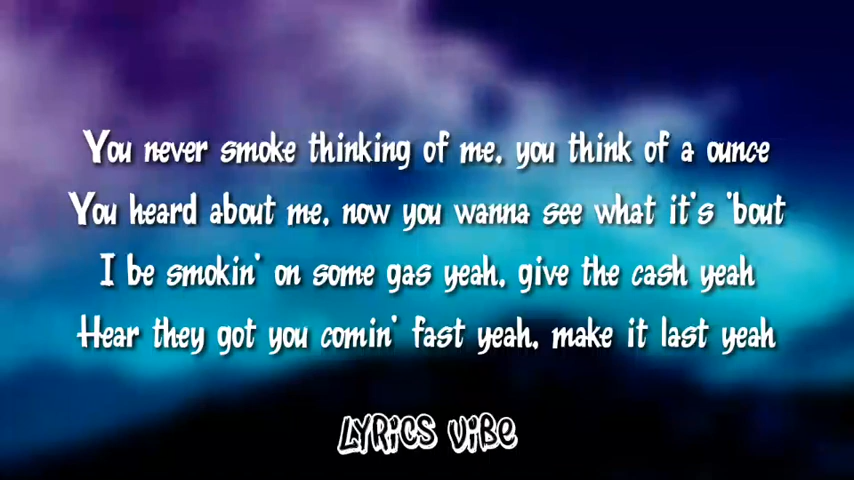 You never smoke thinking of me, you think of a ounce
You heard about me, now you wanna see what it's 'bout
I be smokin' on some gas yeah, give the cash yeah
Hear they got you comin' fast yeah, make it last yeah
LYRiCS ViBE